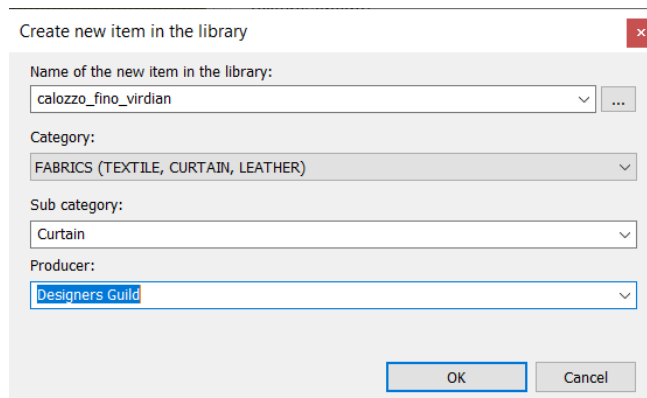 Create new item in the library
Name of the new item in the library:
calozzo_fino_virdian
...
Category:
FABRICS (TEXTILE, CURTAIN, LEATHER)
Sub category:
Curtain
Producer:
Designers Guild
OK
Cancel